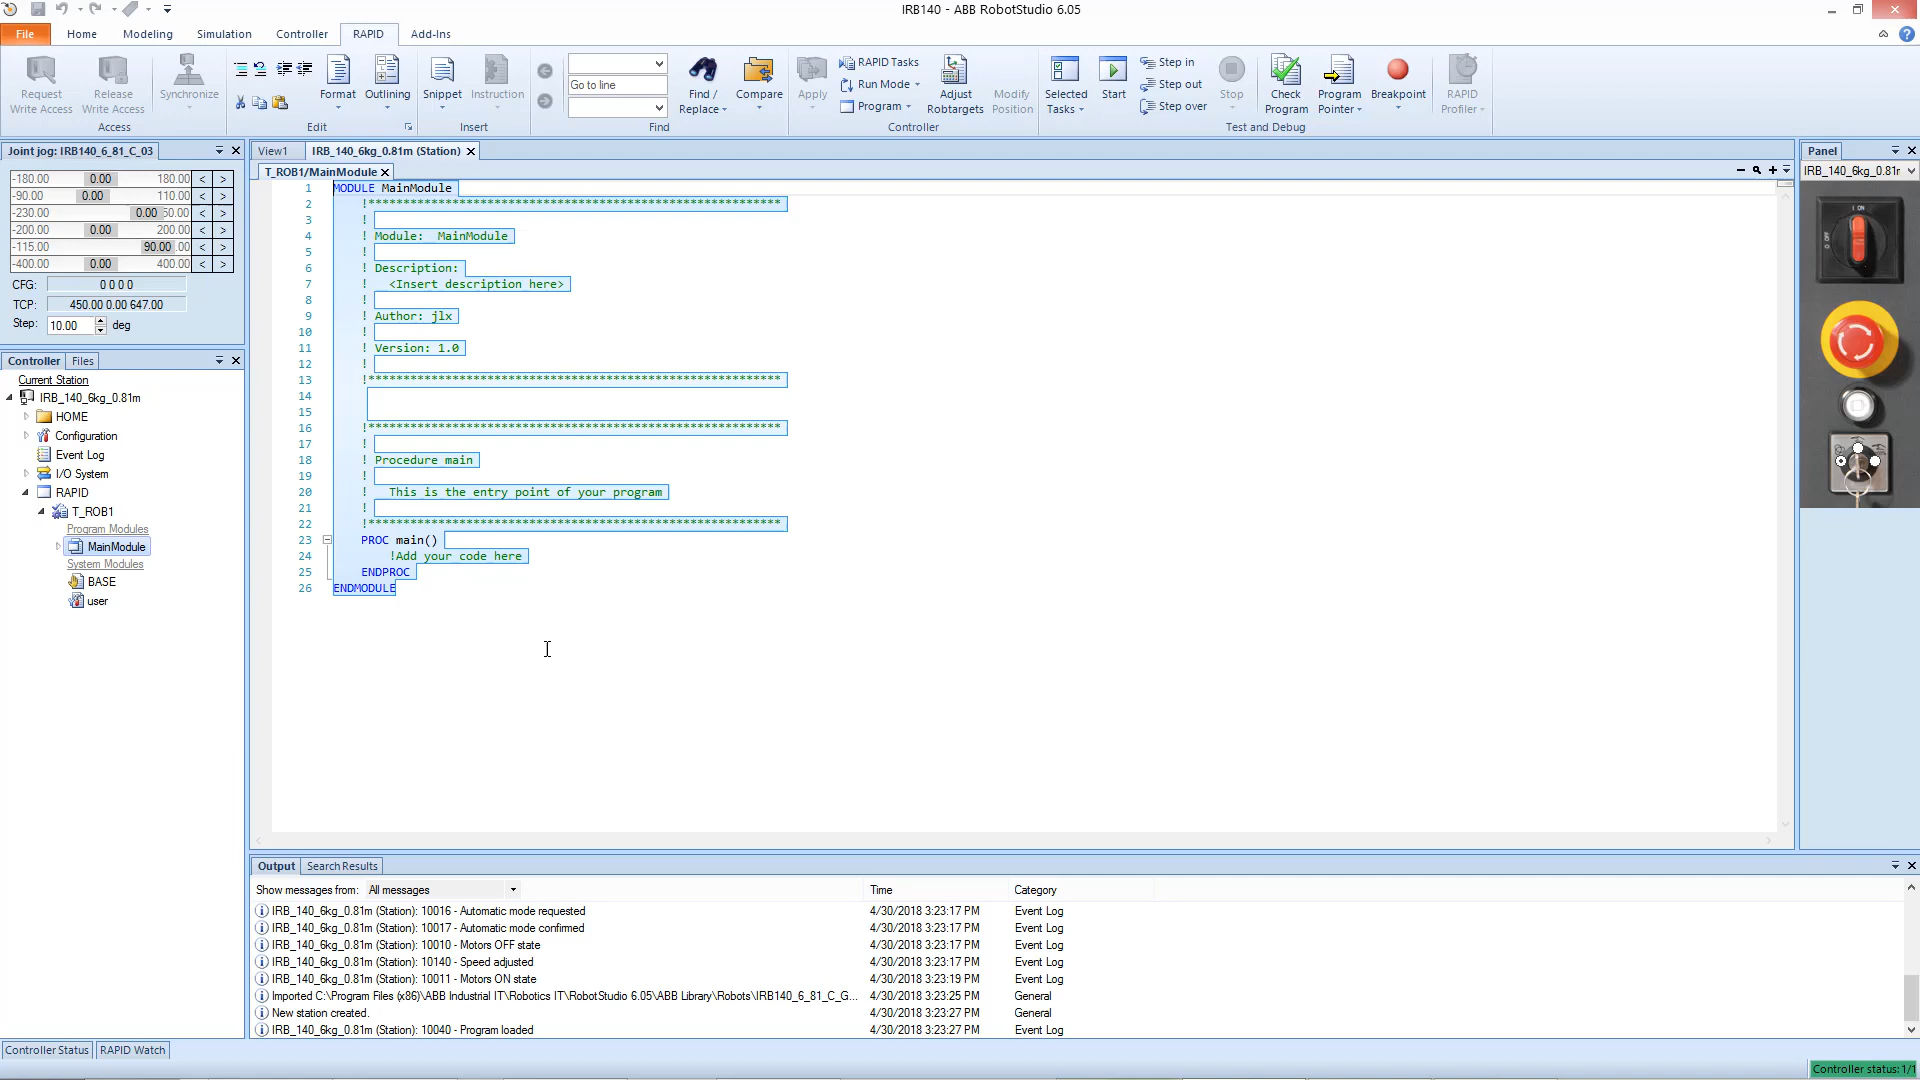 IRB140 - ABB RobotStudio 6.05
File Home Modeling Simulation Controller RAPID Add-Ins
Request Write Access
Release Write Access
Synchronize
Access
Format
Outlining
Edit
Snippet
Instruction
Insert
Go to line
Find / Replace
Compare
Find
Apply
RAPID Tasks
Run Mode
Program
Adjust Robtargets
Modify Position
Controller
Selected Tasks
Start
Step in
Step out
Step over
Stop
Check Program
Program Pointer
Breakpoint
Test and Debug
RAPID Profiler
Joint jog: IRB140_6_81_C_03
-180.00 0.00 180.00 < >
-90.00 0.00 110.00 < >
-230.00 0.00 50.00 < >
-200.00 0.00 200.00 < >
-115.00 90.00 .00 < >
-400.00 0.00 400.00 < >
CFG: 0 0 0 0
TCP: 450.00 0.00 647.00
Step: 10.00 deg
Controller Files
Current Station
IRB_140_6kg_0.81m
HOME
Configuration
Event Log
I/O System
RAPID
T_ROB1
Program Modules
MainModule
System Modules
BASE
user
View1 IRB_140_6kg_0.81m (Station)
T_ROB1/MainModule
1 MODULE MainModule
2 !***********************************************************
3 !
4 ! Module:  MainModule
5 !
6 ! Description:
7 !   <Insert description here>
8 !
9 ! Author: jlx
10 !
11 ! Version: 1.0
12 !
13 !***********************************************************
14
15
16 !***********************************************************
17 !
18 ! Procedure main
19 !
20 !   This is the entry point of your program
21 !
22 !***********************************************************
23 PROC main()
24 !Add your code here
25 ENDPROC
26 ENDMODULE
Panel
IRB_140_6kg_0.81r
I ON
O OFF
Output Search Results
Show messages from: All messages Time Category
IRB_140_6kg_0.81m (Station): 10016 - Automatic mode requested 4/30/2018 3:23:17 PM Event Log
IRB_140_6kg_0.81m (Station): 10017 - Automatic mode confirmed 4/30/2018 3:23:17 PM Event Log
IRB_140_6kg_0.81m (Station): 10010 - Motors OFF state 4/30/2018 3:23:17 PM Event Log
IRB_140_6kg_0.81m (Station): 10140 - Speed adjusted 4/30/2018 3:23:17 PM Event Log
IRB_140_6kg_0.81m (Station): 10011 - Motors ON state 4/30/2018 3:23:19 PM Event Log
Imported C:\Program Files (x86)\ABB Industrial IT\Robotics IT\RobotStudio 6.05\ABB Library\Robots\IRB140_6_81_C_G... 4/30/2018 3:23:25 PM General
New station created. 4/30/2018 3:23:27 PM General
IRB_140_6kg_0.81m (Station): 10040 - Program loaded 4/30/2018 3:23:27 PM Event Log
Controller Status RAPID Watch
Controller status: 1/1